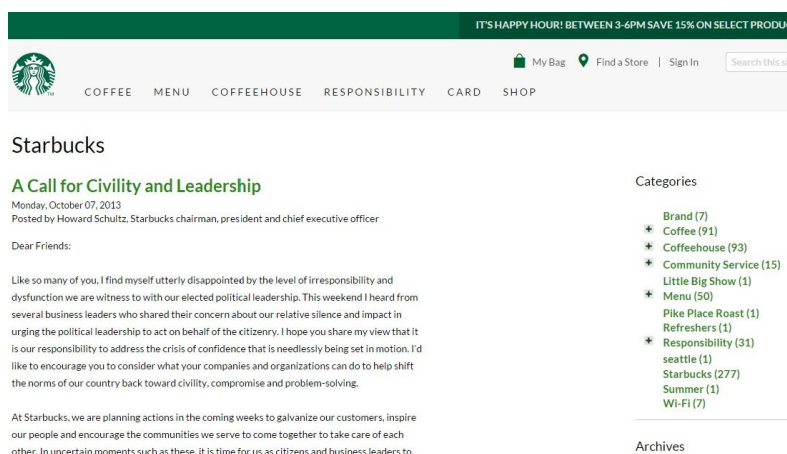 IT'S HAPPY HOUR! BETWEEN 3-6PM SAVE 15% ON SELECT
My Bag Find a Store | Sign In Search this
COFFEE MENU COFFEEHOUSE RESPONSIBILITY CARD SHOP
Starbucks
A Call for Civility and Leadership
Monday, October 07, 2013
Posted by Howard Schultz, Starbucks chairman, president and chief executive officer
Dear Friends:
Like so many of you, I find myself utterly disappointed by the level of irresponsibility and
dysfunction we are witness to with our elected political leadership. This weekend I heard from
several business leaders who shared their concern about our relative silence and impact in
urging the political leadership to act on behalf of the citizenry. I hope you share my view that it
is our responsibility to address the crisis of confidence that is needlessly being set in motion. I'd
like to encourage you to consider what your companies and organizations can do to help shift
the norms of our country back toward civility, compromise and problem-solving.
At Starbucks, we are planning actions in the coming weeks to galvanize our customers, inspire
our people and encourage the communities we serve to come together to take care of each
other. In uncertain moments such as these, it is time for us as citizens and business leaders to
Categories
Brand (7)
+ Coffee (91)
+ Coffeehouse (93)
+ Community Service (15)
Little Big Show (1)
+ Menu (50)
Pike Place Roast (1)
Refreshers (1)
+ Responsibility (31)
seattle (1)
Starbucks (277)
Summer (1)
Wi-Fi (7)
Archives